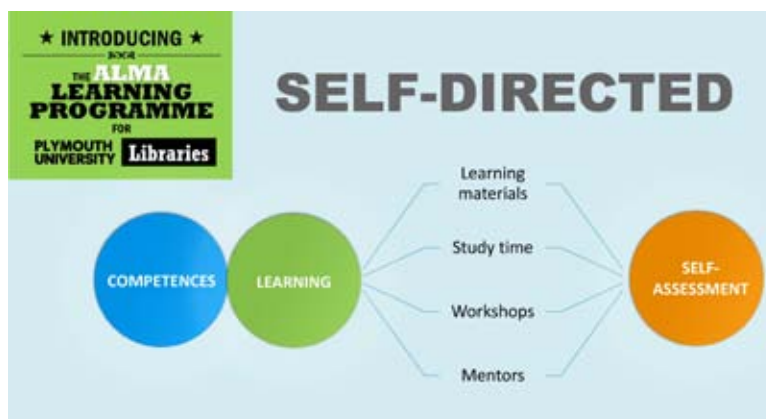 ★ INTRODUCING ★
THE ALMA
LEARNING
PROGRAMME
FOR
PLYMOUTH
UNIVERSITY Libraries
SELF-DIRECTED
COMPETENCES
LEARNING
Learning
materials
Study time
Workshops
Mentors
SELF-
ASSESSMENT